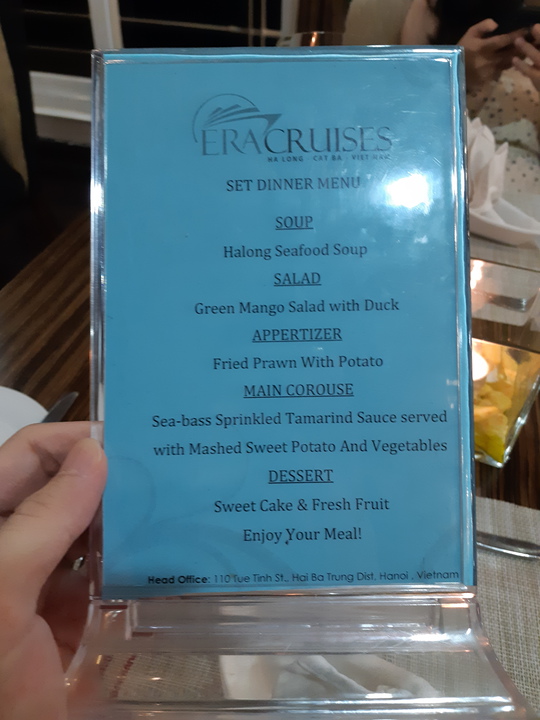 ERA CRUISES
HA LONG - CAT BA - VIET NAM
SET DINNER MENU
SOUP
Halong Seafood Soup
SALAD
Green Mango Salad with Duck
APPERTIZER
Fried Prawn With Potato
MAIN COROUSE
Sea-bass Sprinkled Tamarind Sauce served
with Mashed Sweet Potato And Vegetables
DESSERT
Sweet Cake & Fresh Fruit
Enjoy Your Meal!
Head Office: 110 Tue Tinh St., Hai Ba Trung Dist, Hanoi, Vietnam